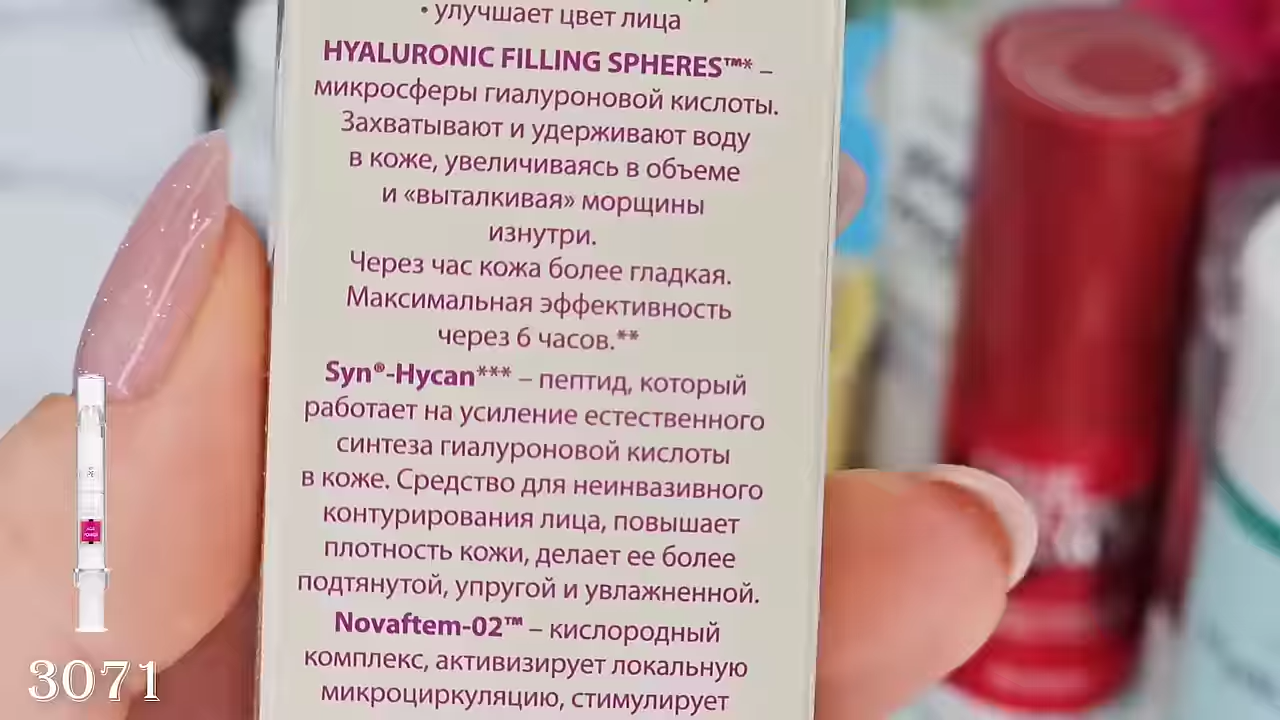 • улучшает цвет лица
HYALURONIC FILLING SPHERES™* –
микросферы гиалуроновой кислоты.
Захватывают и удерживают воду
в коже, увеличиваясь в объеме
и «выталкивая» морщины
изнутри.
Через час кожа более гладкая.
Максимальная эффективность
через 6 часов.**
Syn®-Hycan*** – пептид, который
работает на усиление естественного
синтеза гиалуроновой кислоты
в коже. Средство для неинвазивного
контурирования лица, повышает
плотность кожи, делает ее более
подтянутой, упругой и увлажненной.
Novaftem-O2™ – кислородный
комплекс, активизирует локальную
микроциркуляцию, стимулирует
3071